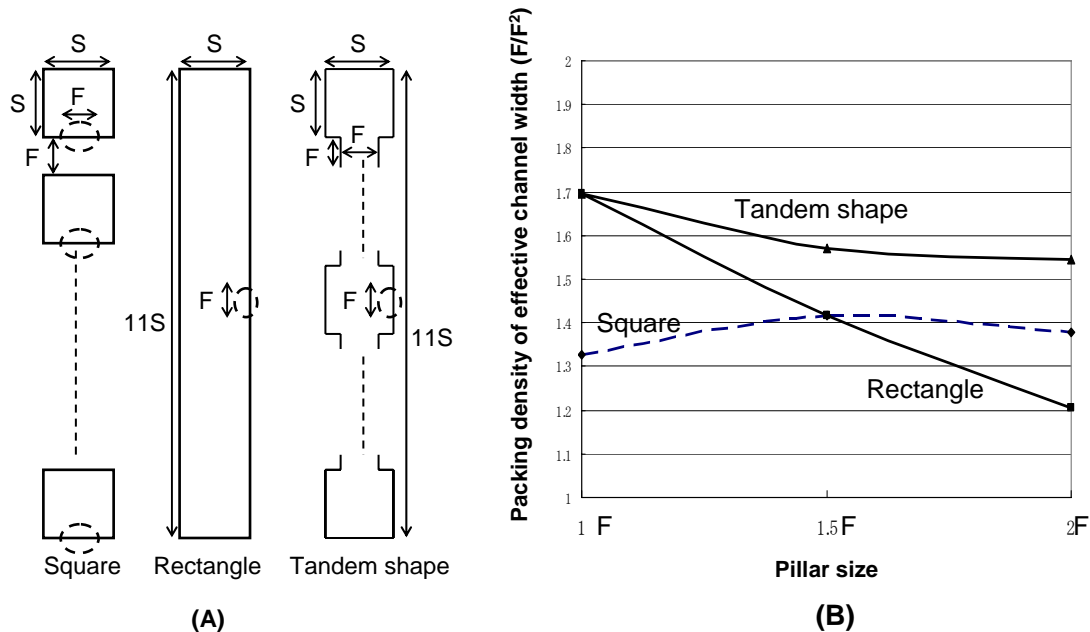 S
S
F
F
Square
S
11S
F
Rectangle
S
S
F
F
F
11S
Tandem shape
(A)
Packing density of effective channel width (F/F²)
2
1.9
1.8
1.7
1.6
1.5
1.4
1.3
1.2
1.1
1
Tandem shape
Square
Rectangle
1 F
1.5F
2F
Pillar size
(B)